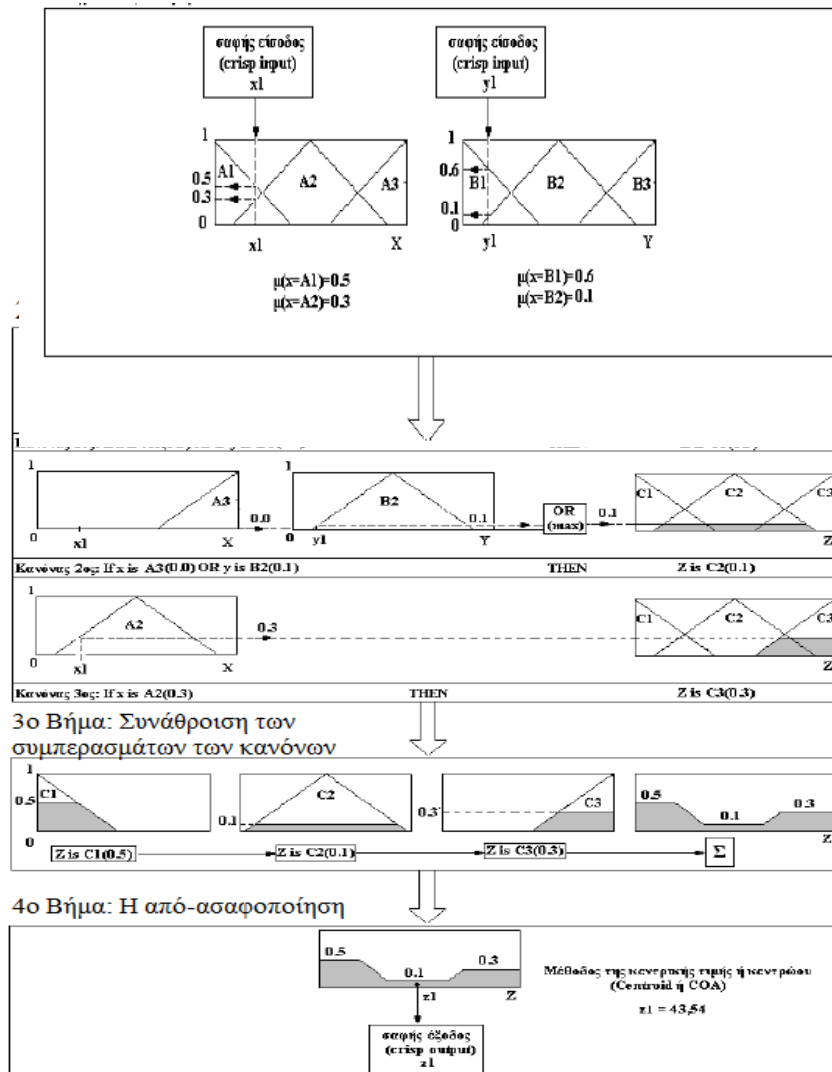 σαφής είσοδος
(crisp input)
x1
σαφής είσοδος
(crisp input)
y1
1
A1
A2
A3
0.5
0.3
0
x1
X
1
0.6
B1
B2
B3
0.1
0
y1
Y
μ(x=A1)=0.5
μ(x=A2)=0.3
μ(x=B1)=0.6
μ(x=B2)=0.1
1
A3
0.0
0
x1
X
1
B2
0.1
0
y1
Y
OR
(max)
0.1
C1
C2
C3
Z
Κανόνας 2ος: If x is A3(0.0) OR y is B2(0.1) THEN Z is C2(0.1)
A2
0.3
0
x1
X
C1
C2
C3
Z
Κανόνας 3ος: If x is A2(0.3) THEN Z is C3(0.3)
3ο Βήμα: Συνάθροιση των
συμπερασμάτων των κανόνων
1
C1
0.5
0
C2
0.1
C3
0.3
0.5
0.1
0.3
Z
Z is C1(0.5)
Z is C2(0.1)
Z is C3(0.3)
Σ
4ο Βήμα: Η από-ασαφοποίηση
0.5
0.1
0.3
z1
Z
Μέθοδος της κεντρικής τιμής ή κεντρώου
(Centroid ή COA)
z1 = 43,54
σαφής έξοδος
(crisp output)
z1